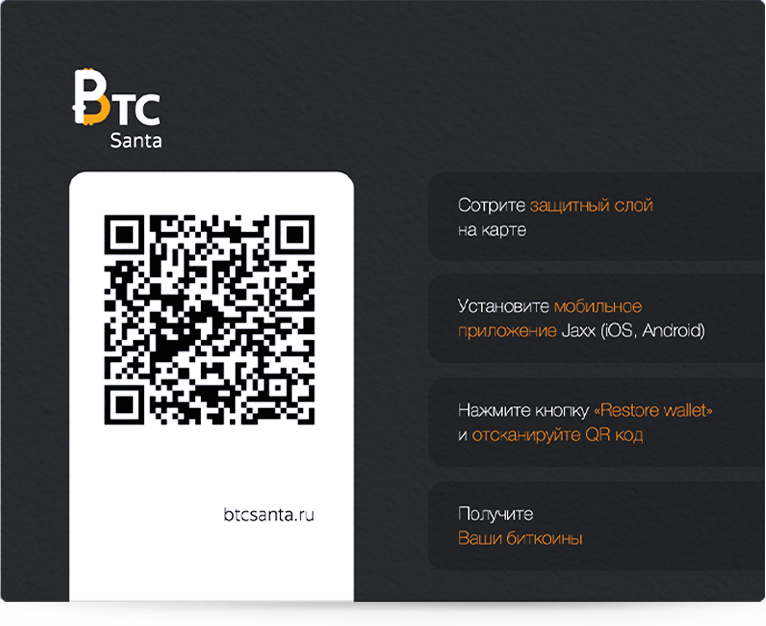 BTC
Santa
btcsanta.ru
Сотрите защитный слой
на карте
Установите мобильное
приложение Jaxx (iOS, Android)
Нажмите кнопку «Restore wallet»
и отсканируйте QR код
Получите
Ваши биткоины